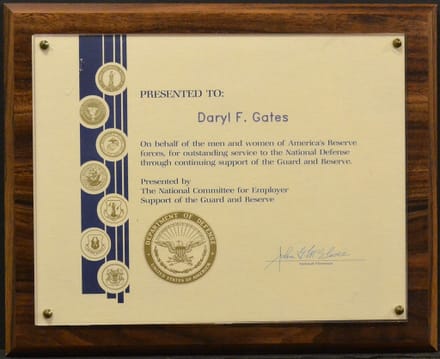 PRESENTED TO:
Daryl F. Gates
On behalf of the men and women of America's Reserve
forces, for outstanding service to the National Defense
through continuing support of the Guard and Reserve.
Presented by
The National Committee for Employer
Support of the Guard and Reserve
DEPARTMENT OF DEFENSE
UNITED STATES OF AMERICA
National Chairman